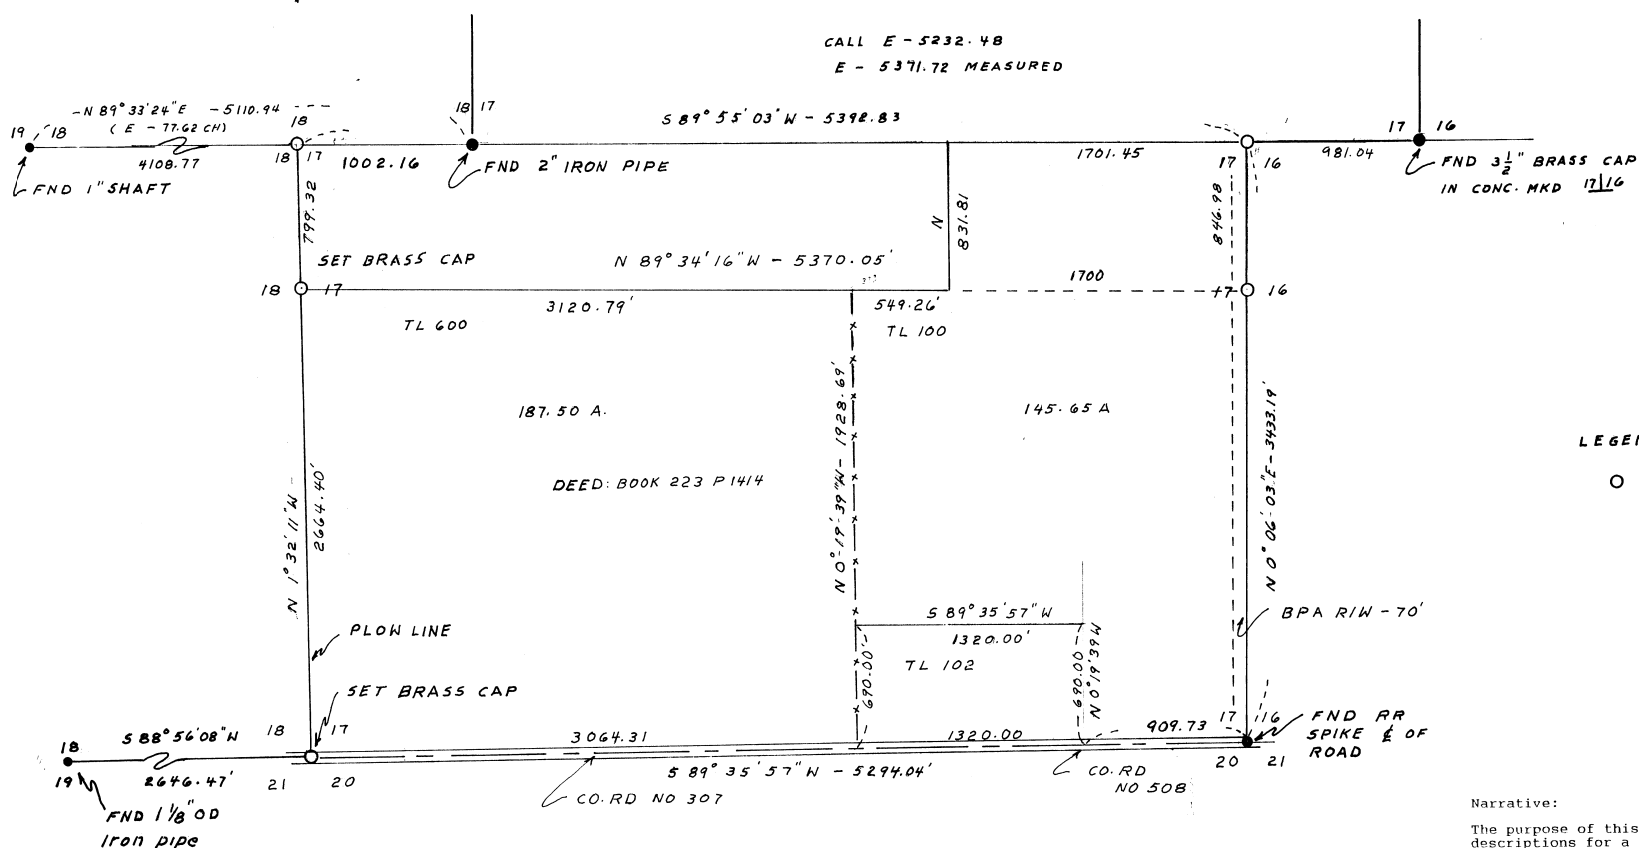 CALL E - 5232.48
E - 5371.72 MEASURED
N 89° 33' 24" E - 5110.94
( E - 77.62 CH)
19 18
4108.77
FND 1" SHAFT
18
18 17
1002.16
18 17
FND 2" IRON PIPE
S 89° 55' 03" W - 5398.83
1701.45
17 16
981.04
17 16
FND 3 1/2" BRASS CAP
IN CONC. MKD 17|16
799.32
SET BRASS CAP
N 89° 34' 16" W - 5370.05'
N
831.81
846.98
18 17
3120.79'
549.26'
1700
17 16
TL 600
TL 100
187.50 A.
145.65 A
N 0° 19' 39" W - 1928.69'
DEED: BOOK 223 P 1414
N 1° 32' 11" W -
2664.40'
N 0° 06' 03" E - 3433.19'
LEGEN
BPA R/W - 70'
PLOW LINE
S 89° 35' 57" W
1320.00'
TL 102
690.00'
690.00
N 0° 19' 39 W
SET BRASS CAP
18 17
S 88° 56' 08" W
18
19
2646.47'
21 20
FND 1 1/8" OD
Iron pipe
3064.31
1320.00
909.73
S 89° 35' 57" W - 5294.04'
CO. RD NO 307
CO. RD
NO 508
17 16
20 21
FND RR
SPIKE ℄ OF
ROAD
Narrative:
The purpose of this
descriptions for a